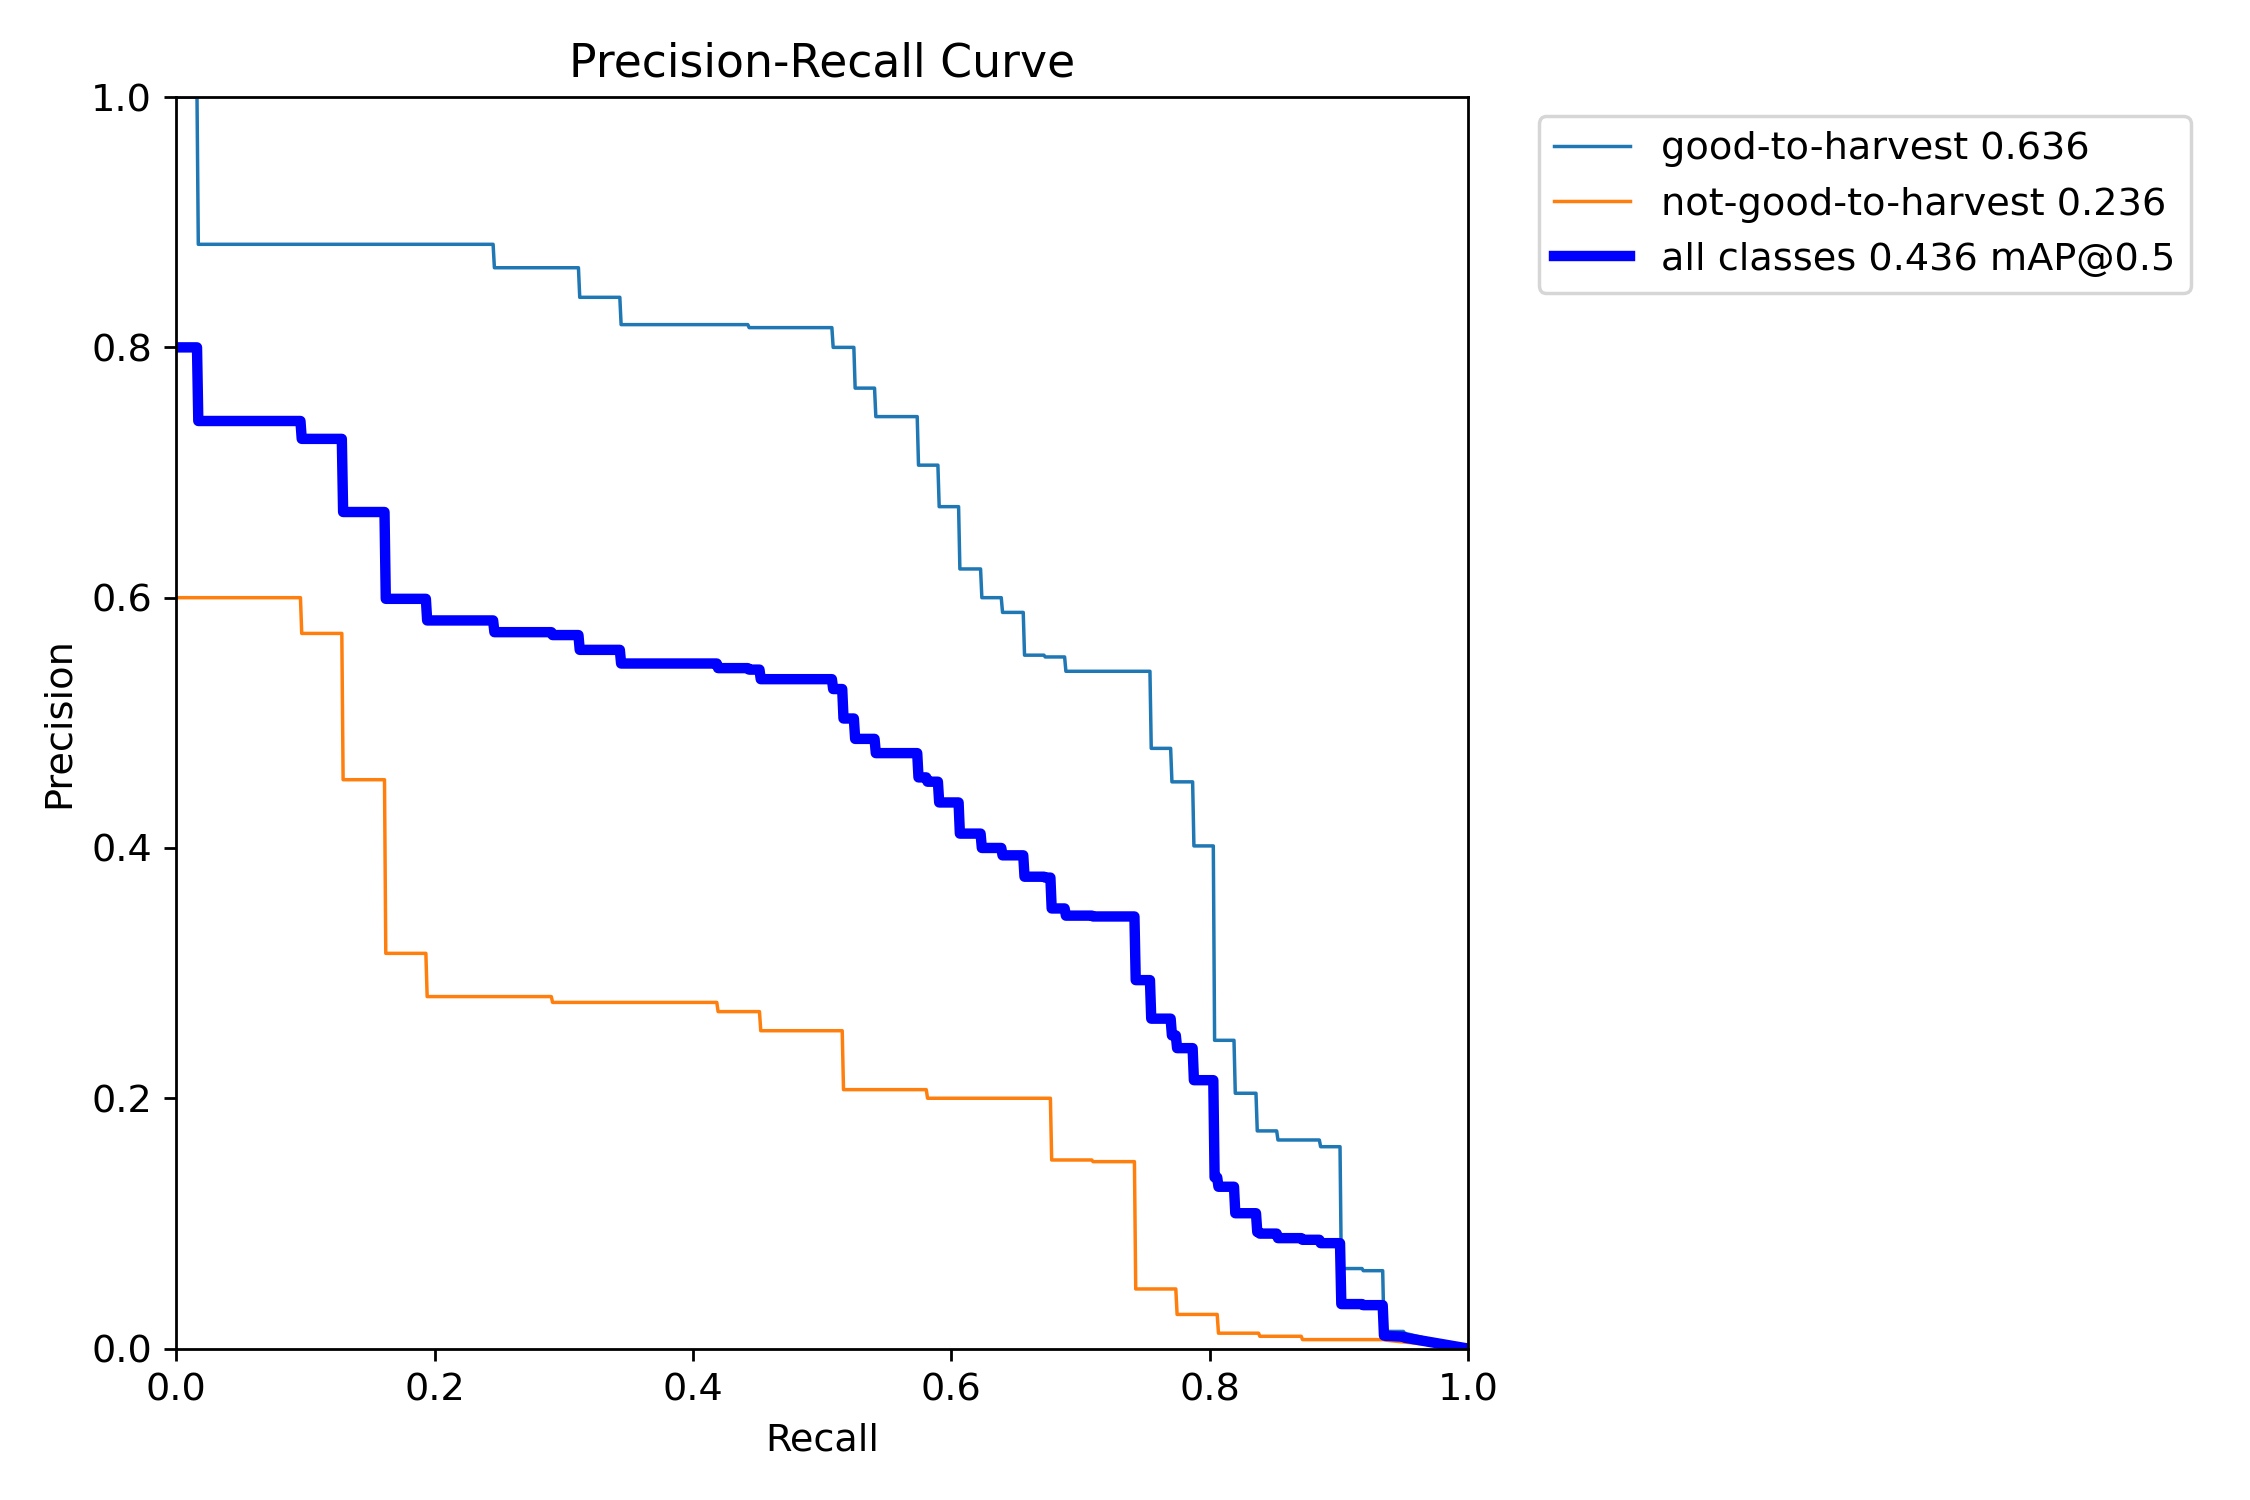 Precision-Recall Curve
good-to-harvest 0.636
not-good-to-harvest 0.236
all classes 0.436 mAP@0.5
1.0
0.8
0.6
0.4
0.2
0.0
Precision
0.0 0.2 0.4 0.6 0.8 1.0
Recall